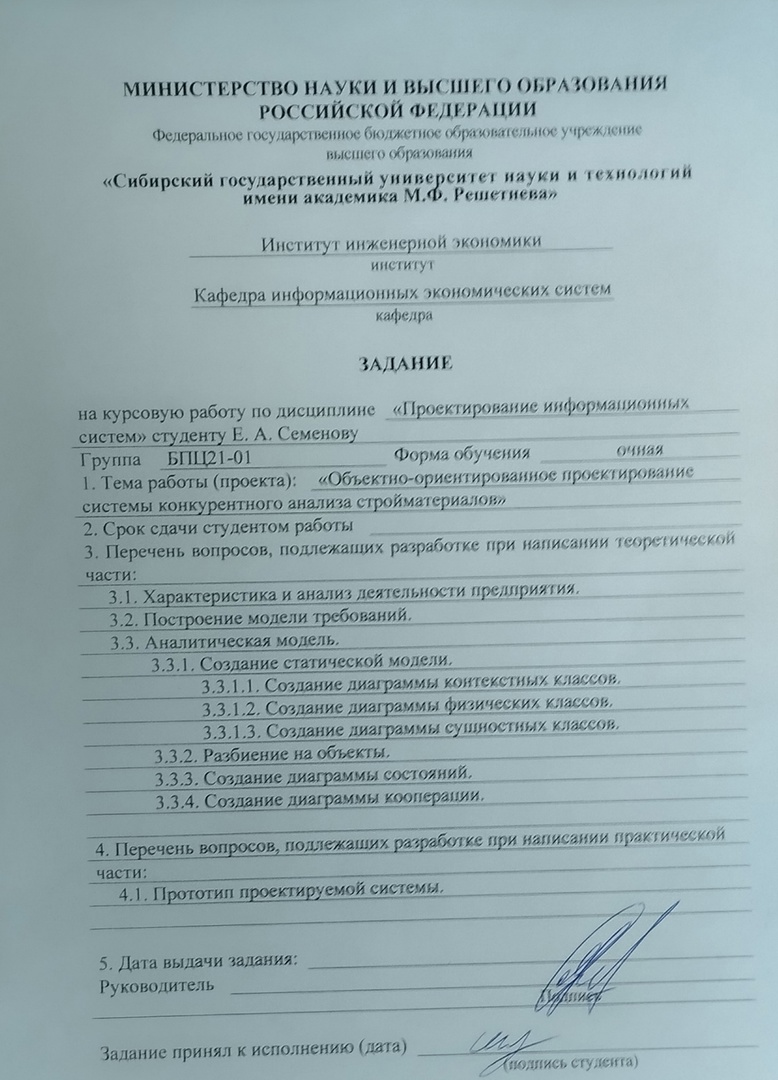 МИНИСТЕРСТВО НАУКИ И ВЫСШЕГО ОБРАЗОВАНИЯ
РОССИЙСКОЙ ФЕДЕРАЦИИ
Федеральное государственное бюджетное образовательное учреждение
высшего образования
«Сибирский государственный университет науки и технологий
имени академика М.Ф. Решетнева»
Институт инженерной экономики
институт
Кафедра информационных экономических систем
кафедра
ЗАДАНИЕ
на курсовую работу по дисциплине «Проектирование информационных
систем» студенту Е. А. Семенову
Группа БПЦ21-01 Форма обучения очная
1. Тема работы (проекта): «Объектно-ориентированное проектирование
системы конкурентного анализа стройматериалов»
2. Срок сдачи студентом работы
3. Перечень вопросов, подлежащих разработке при написании теоретической
части:
3.1. Характеристика и анализ деятельности предприятия.
3.2. Построение модели требований.
3.3. Аналитическая модель.
3.3.1. Создание статической модели.
3.3.1.1. Создание диаграммы контекстных классов.
3.3.1.2. Создание диаграммы физических классов.
3.3.1.3. Создание диаграммы сущностных классов.
3.3.2. Разбиение на объекты.
3.3.3. Создание диаграммы состояний.
3.3.4. Создание диаграммы кооперации.
4. Перечень вопросов, подлежащих разработке при написании практической
части:
4.1. Прототип проектируемой системы.
5. Дата выдачи задания:
Руководитель
Подпись
Задание принял к исполнению (дата)
(подпись студента)